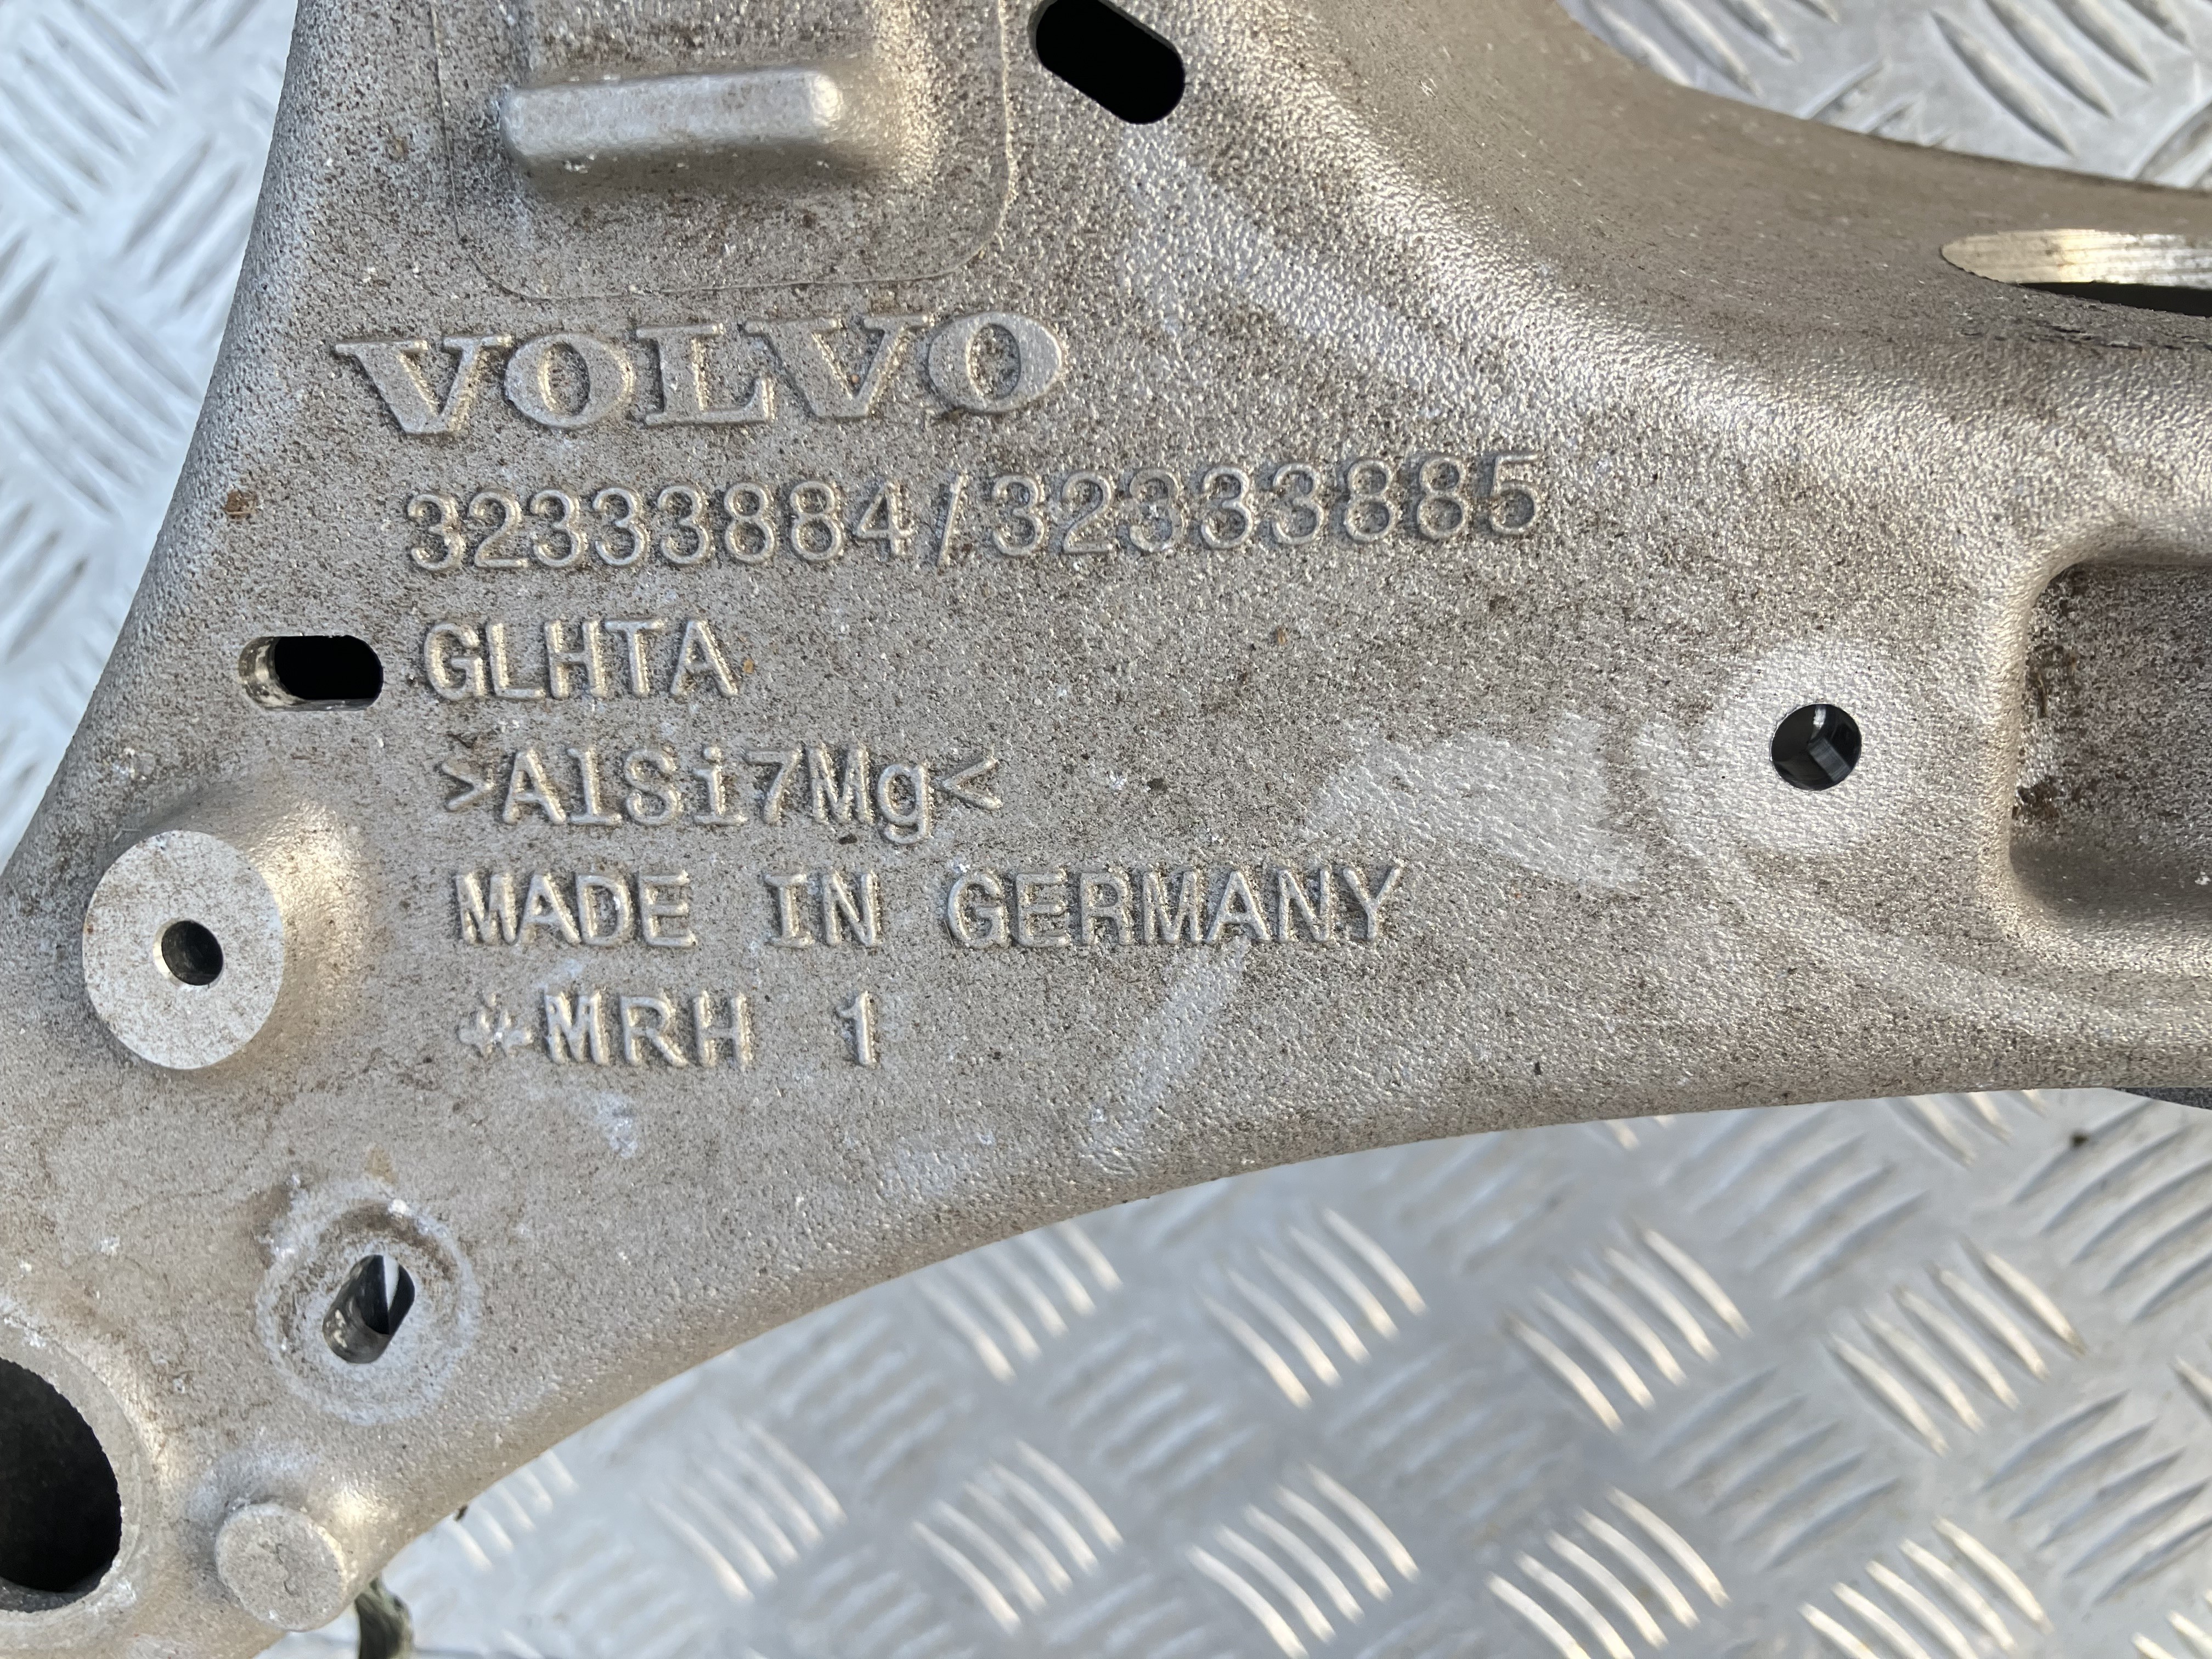 VOLVO
32333884/32333885
GLHTA
>AlSi7Mg<
MADE IN GERMANY
MRH 1